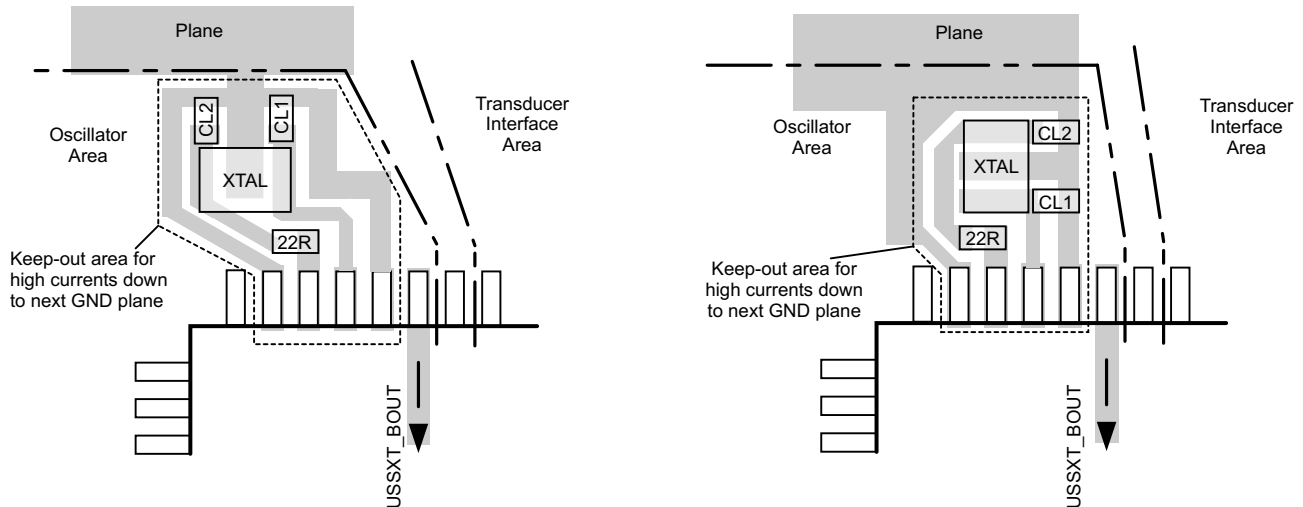 Plane
Oscillator
Area
Transducer
Interface
Area
CL2
CL1
XTAL
22R
Keep-out area for
high currents down
to next GND plane
USSXT_BOUT
Plane
Oscillator
Area
Transducer
Interface
Area
CL2
XTAL
CL1
22R
Keep-out area for
high currents down
to next GND plane
USSXT_BOUT